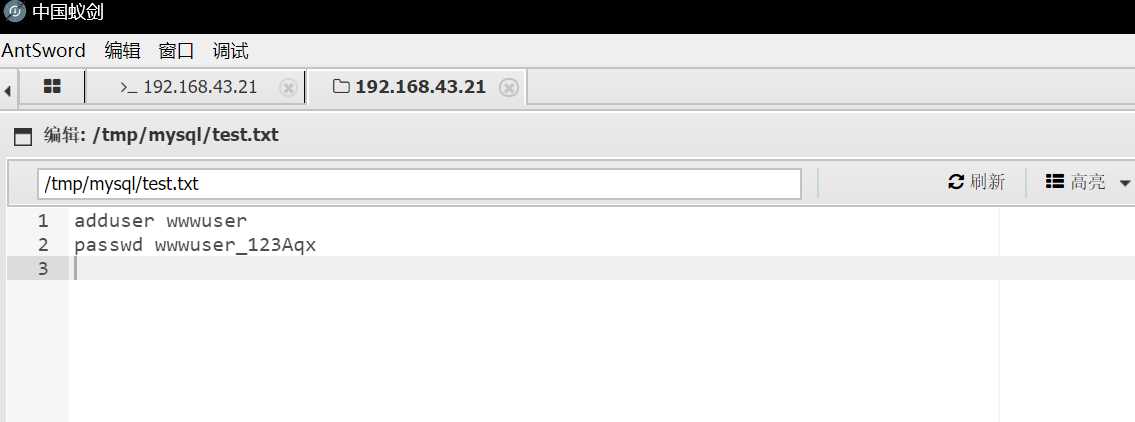 中国蚁剑
AntSword 编辑 窗口 调试
>_ 192.168.43.21 192.168.43.21
编辑: /tmp/mysql/test.txt
/tmp/mysql/test.txt 刷新 高亮
1 adduser wwwuser
2 passwd wwwuser_123Aqx
3